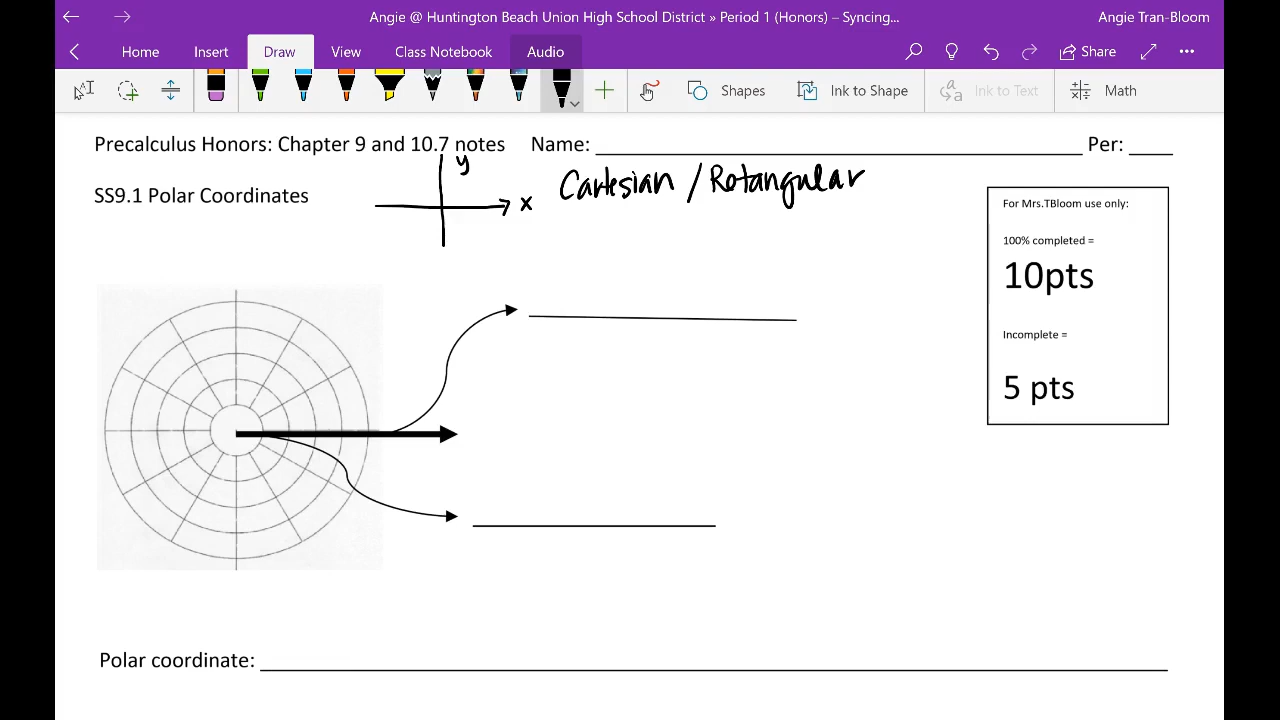 Angie @ Huntington Beach Union High School District » Period 1 (Honors) – Syncing...
Angie Tran-Bloom
Home
Insert
Draw
View
Class Notebook
Audio
Share
Shapes
Ink to Shape
Ink to Text
Math
Precalculus Honors: Chapter 9 and 10.7 notes Name: Per:
SS9.1 Polar Coordinates
y
x
Cartesian / Rectangular
For Mrs.TBloom use only:
100% completed =
10pts
Incomplete =
5 pts
Polar coordinate: